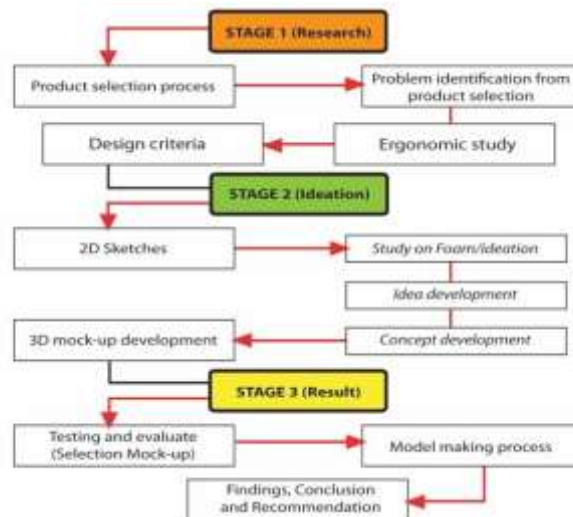 STAGE 1 (Research)
Product selection process
Problem identification from
product selection
Design criteria
Ergonomic study
STAGE 2 (Ideation)
2D Sketches
Study on Foam/ideation
Idea development
3D mock-up development
Concept development
STAGE 3 (Result)
Testing and evaluate
(Selection Mock-up)
Model making process
Findings, Conclusion
and Recommendation